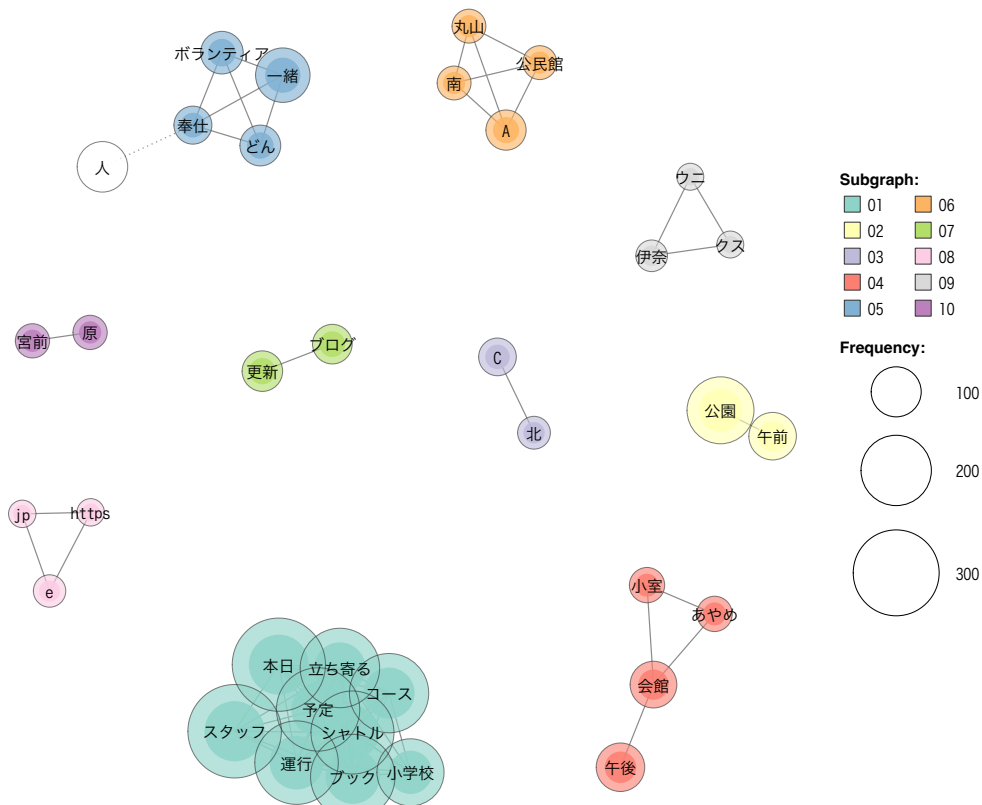 丸山
ボランティア
公民館
一緒
南
奉仕
A
どん
人
ウニ
クス
伊奈
Subgraph:
01
06
02
07
03
08
04
09
05
10
宮前
原
ブログ
更新
C
北
公園
午前
Frequency:
100
200
300
jp
https
e
小室
あやめ
会館
午後
本日
立ち寄る
コース
予定
スタッフ
シャトル
運行
ブック
小学校